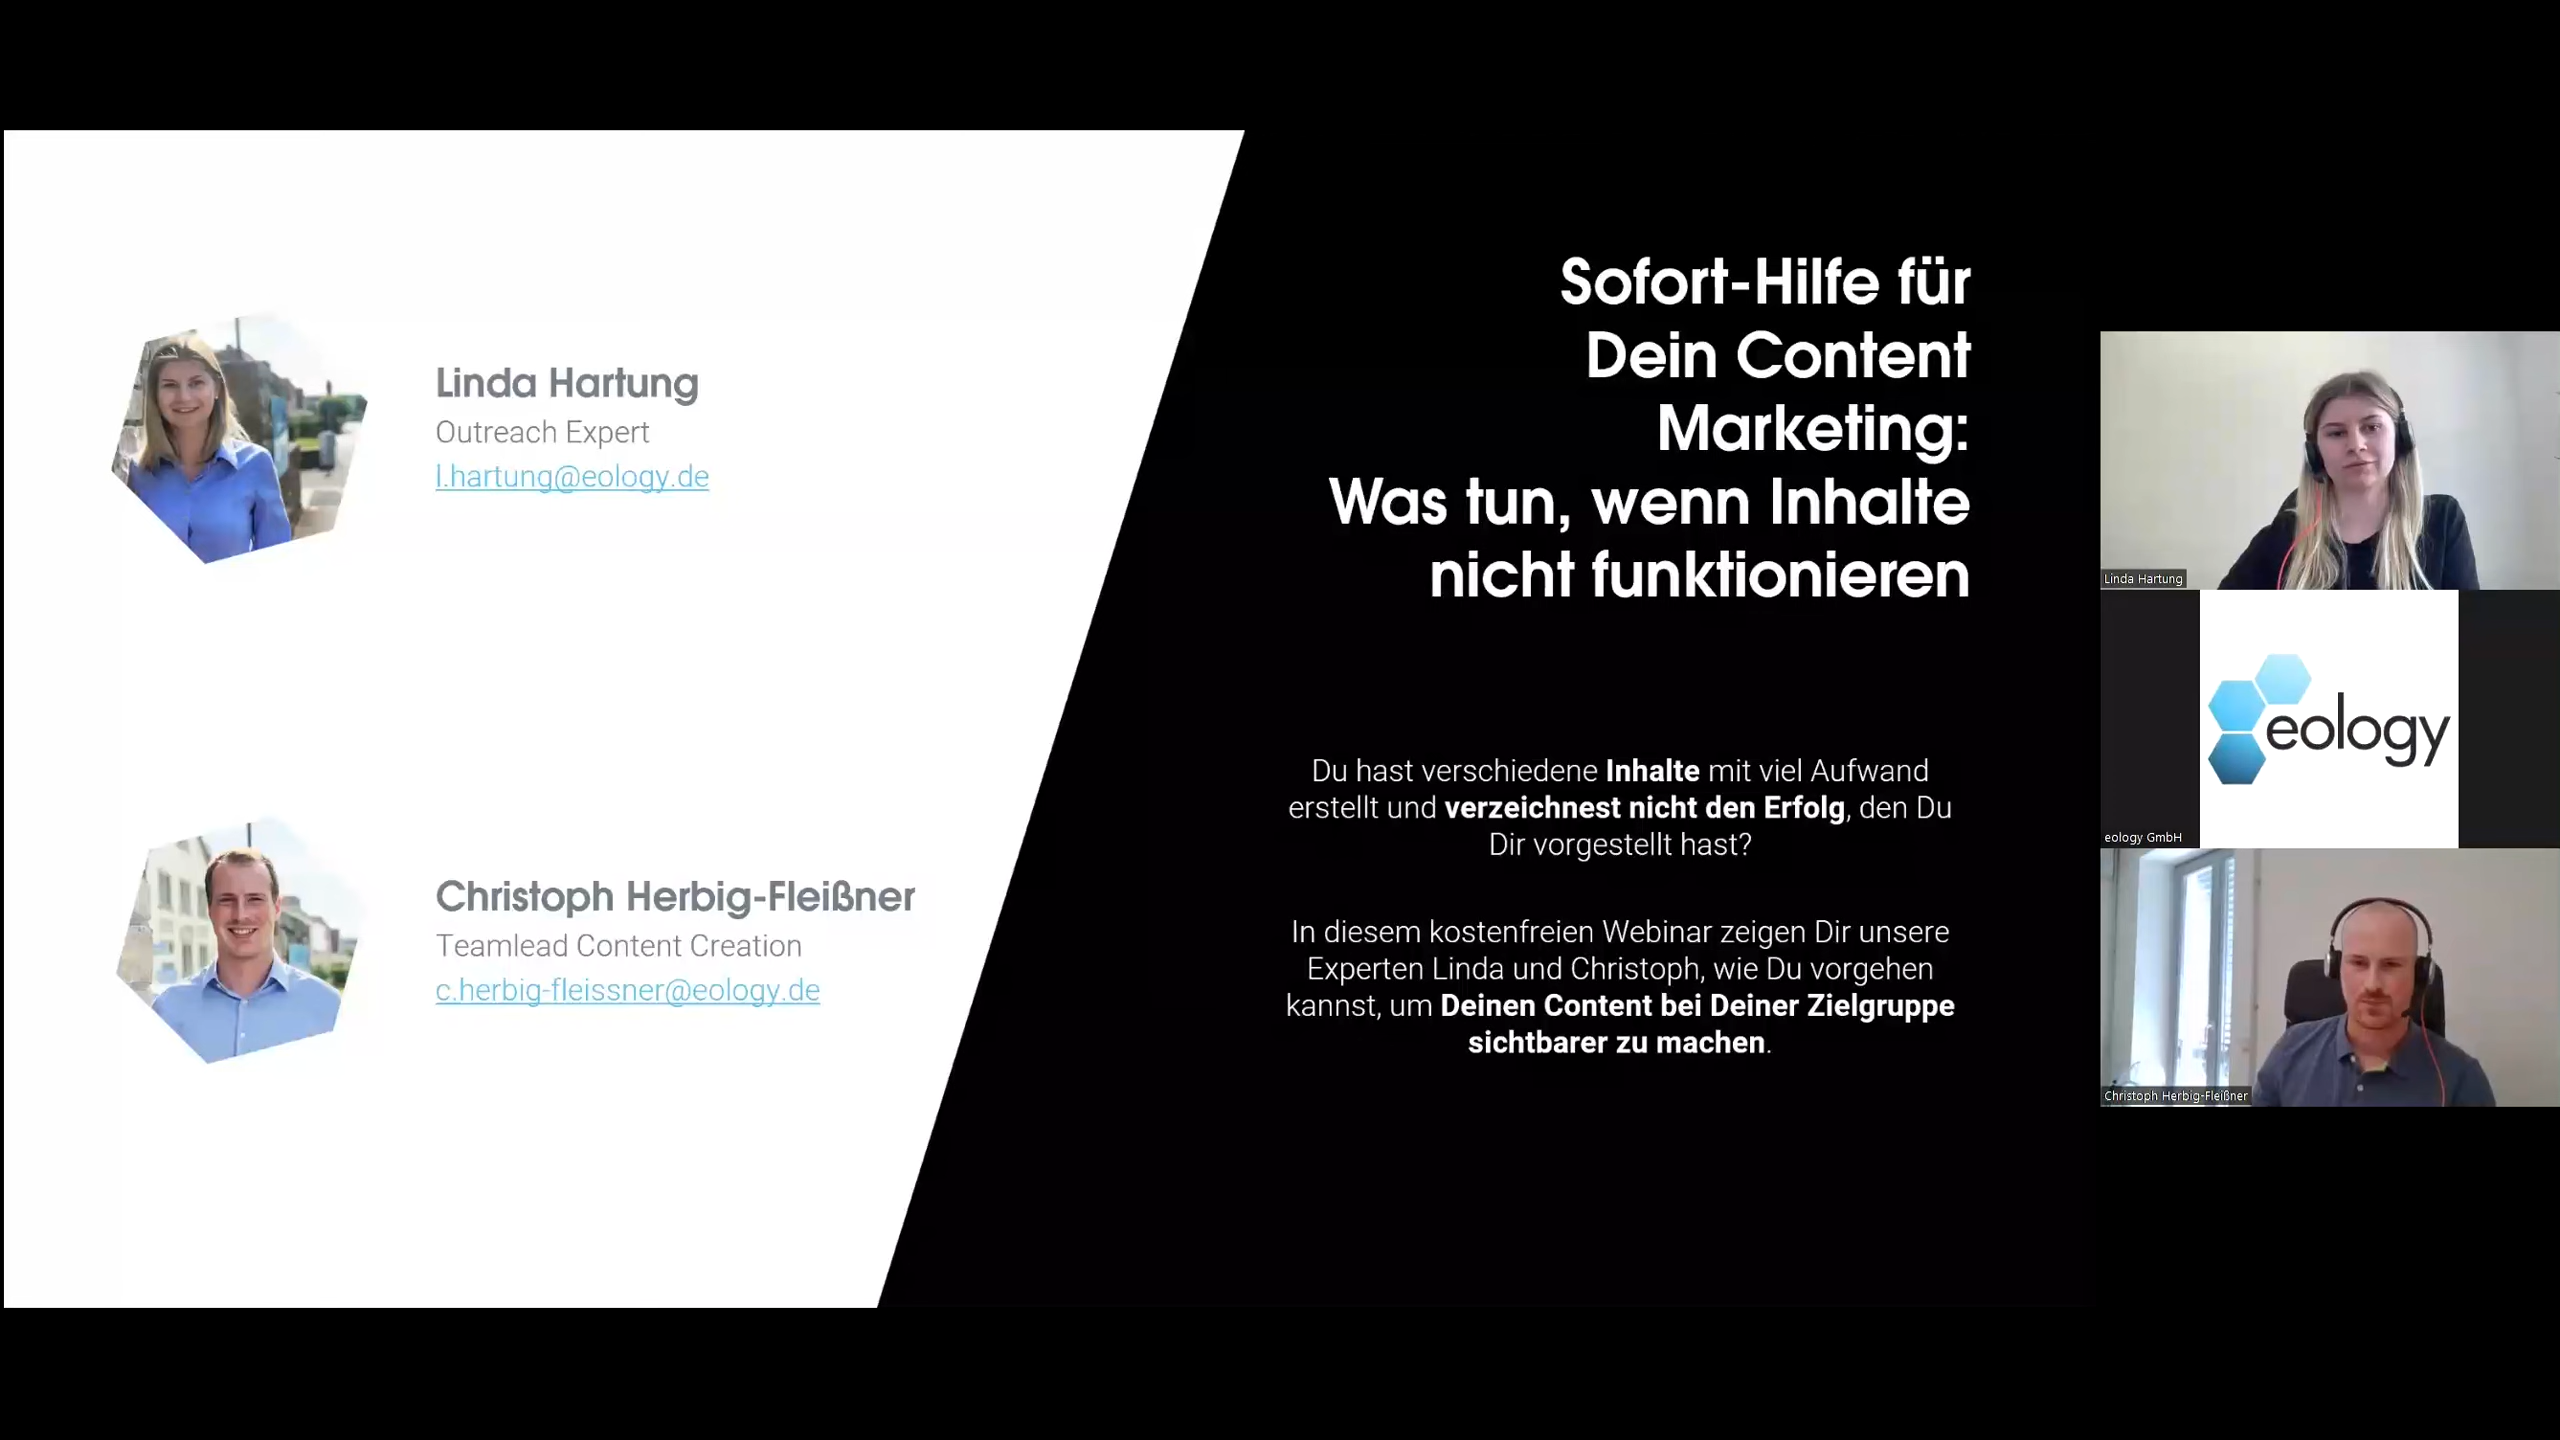 Linda Hartung
Outreach Expert
l.hartung@eology.de
Christoph Herbig-Fleißner
Teamlead Content Creation
c.herbig-fleissner@eology.de
Sofort-Hilfe für
Dein Content
Marketing:
Was tun, wenn Inhalte
nicht funktionieren
Du hast verschiedene Inhalte mit viel Aufwand
erstellt und verzeichnest nicht den Erfolg, den Du
Dir vorgestellt hast?
In diesem kostenfreien Webinar zeigen Dir unsere
Experten Linda und Christoph, wie Du vorgehen
kannst, um Deinen Content bei Deiner Zielgruppe
sichtbarer zu machen.
Linda Hartung
eology
eology GmbH
Christoph Herbig-Fleißner